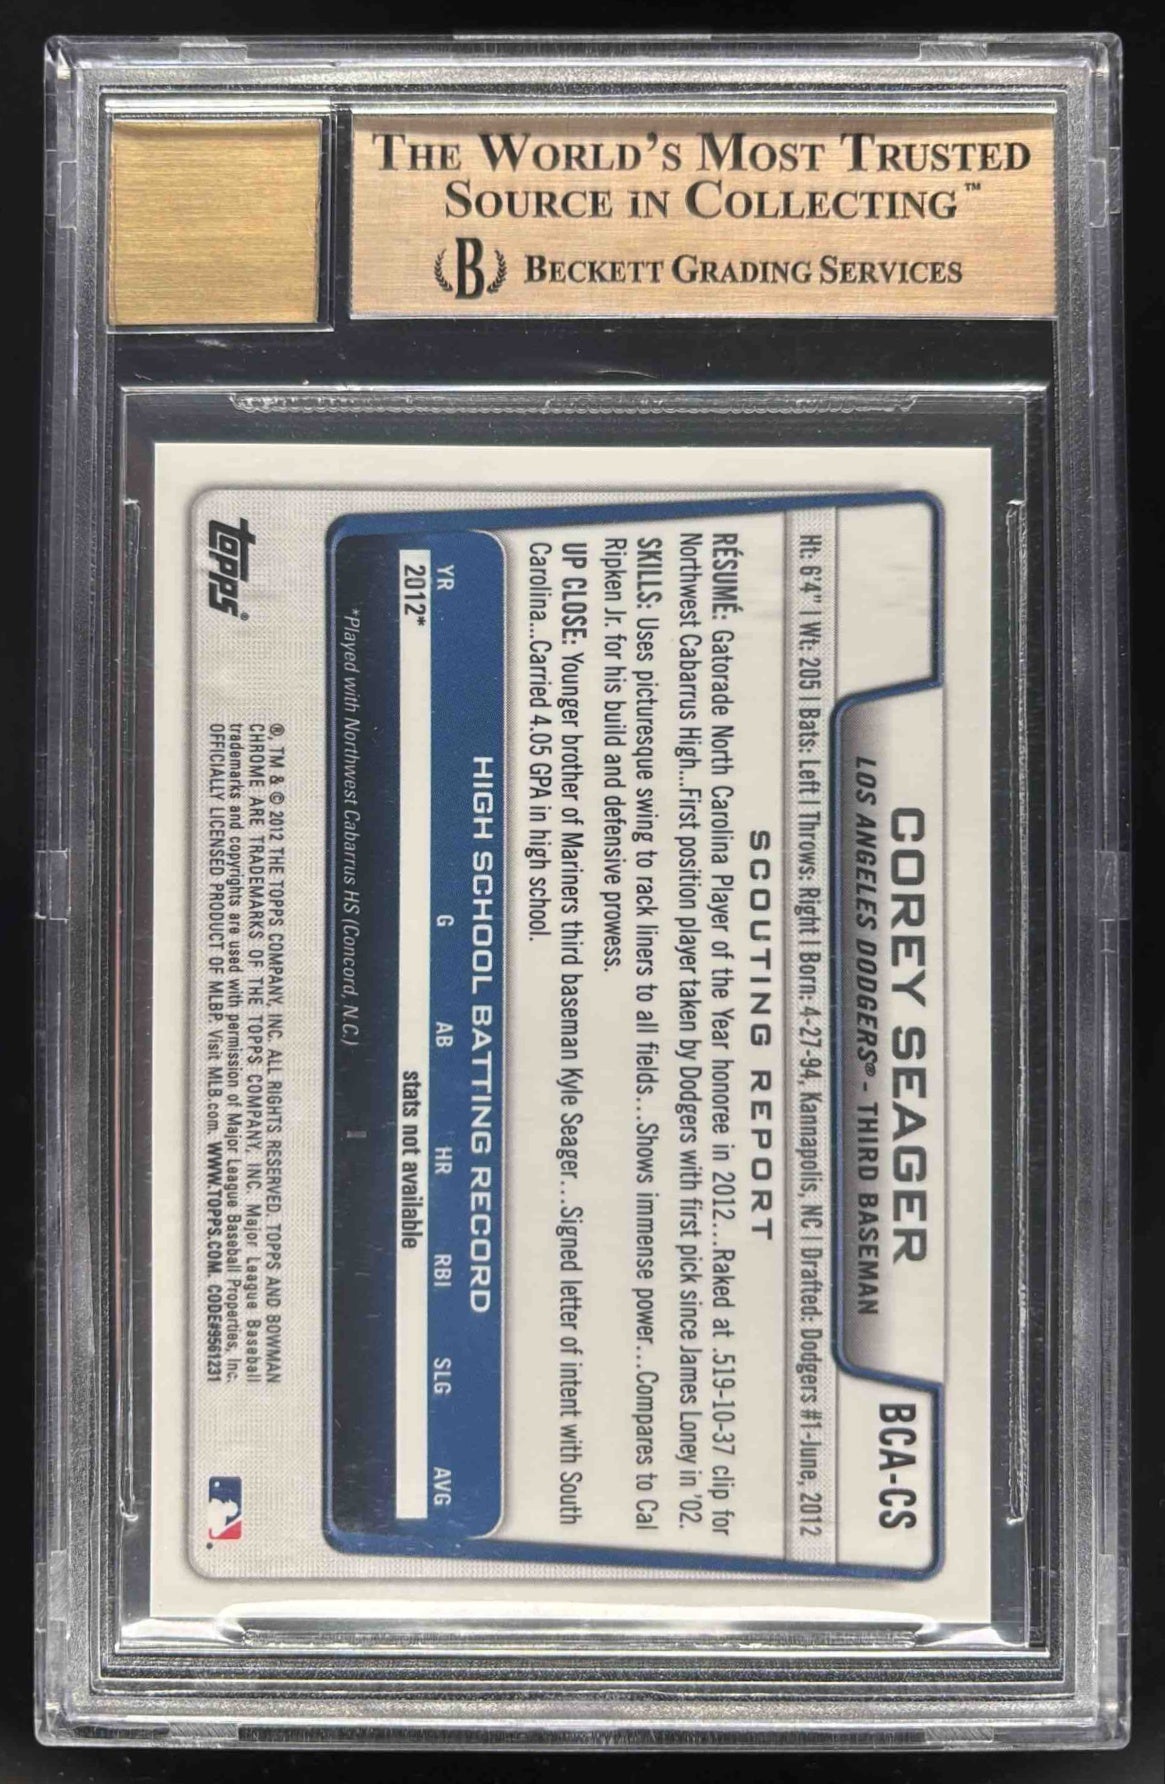 THE WORLD'S MOST TRUSTED
SOURCE IN COLLECTING™
B BECKETT GRADING SERVICES
BCA-CS
COREY SEAGER
LOS ANGELES DODGERS® - THIRD BASEMAN
Ht: 6'4" | Wt: 205 | Bats: Left | Throws: Right | Born: 4-27-94, Kannapolis, NC | Drafted: Dodgers #1-June, 2012
SCOUTING REPORT
RÉSUMÉ: Gatorade North Carolina Player of the Year honoree in 2012...Raked at .519-10-37 clip for
Northwest Cabarrus High...First position player taken by Dodgers with first pick since James Loney in '02.
SKILLS: Uses picturesque swing to rack liners to all fields...Shows immense power...Compares to Cal
Ripken Jr. for his build and defensive prowess.
UP CLOSE: Younger brother of Mariners third baseman Kyle Seager...Signed letter of intent with South
Carolina...Carried 4.05 GPA in high school.
HIGH SCHOOL BATTING RECORD
YR G AB HR RBI SLG AVG
2012* stats not available
*Played with Northwest Cabarrus HS (Concord, N.C.)
®, TM & © 2012 THE TOPPS COMPANY, INC. ALL RIGHTS RESERVED. TOPPS AND BOWMAN
CHROME ARE TRADEMARKS OF THE TOPPS COMPANY, INC. Major League Baseball
trademarks and copyrights are used with permission of Major League Baseball Properties, Inc.
OFFICIALLY LICENSED PRODUCT OF MLBP. Visit MLB.com. WWW.TOPPS.COM. CODE#9561231
topps®